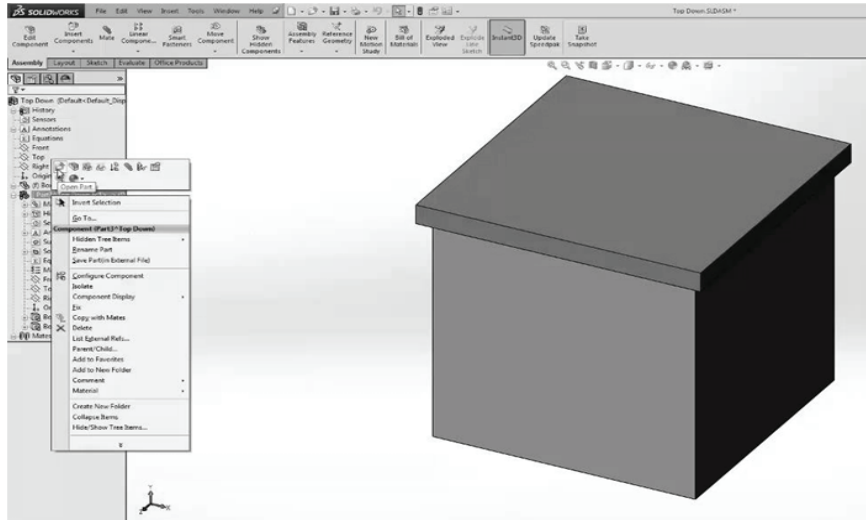 SOLIDWORKS File Edit View Insert Tools Window Help
Top Down.SLDASM *
Edit Component
Insert Components
Mate
Linear Compone...
Smart Fasteners
Move Component
Show Hidden Components
Assembly Features
Reference Geometry
New Motion Study
Bill of Materials
Exploded View
Explode Line Sketch
Instant3D
Update Speedpak
Take Snapshot
Assembly Layout Sketch Evaluate Office Products
Top Down (Default<Default_Disp
History
Sensors
Annotations
Equations
Front
Top
Right
Origin
(f) Bo
Open Part
Invert Selection
Go To...
Component (Part3^Top Down)
Hidden Tree Items
Rename Part
Save Part(in External File)
Configure Component
Isolate
Component Display
Fix
Copy with Mates
Delete
List External Refs...
Parent/Child...
Add to Favorites
Add to New Folder
Comment
Material
Create New Folder
Collapse Items
Hide/Show Tree Items...
Mates